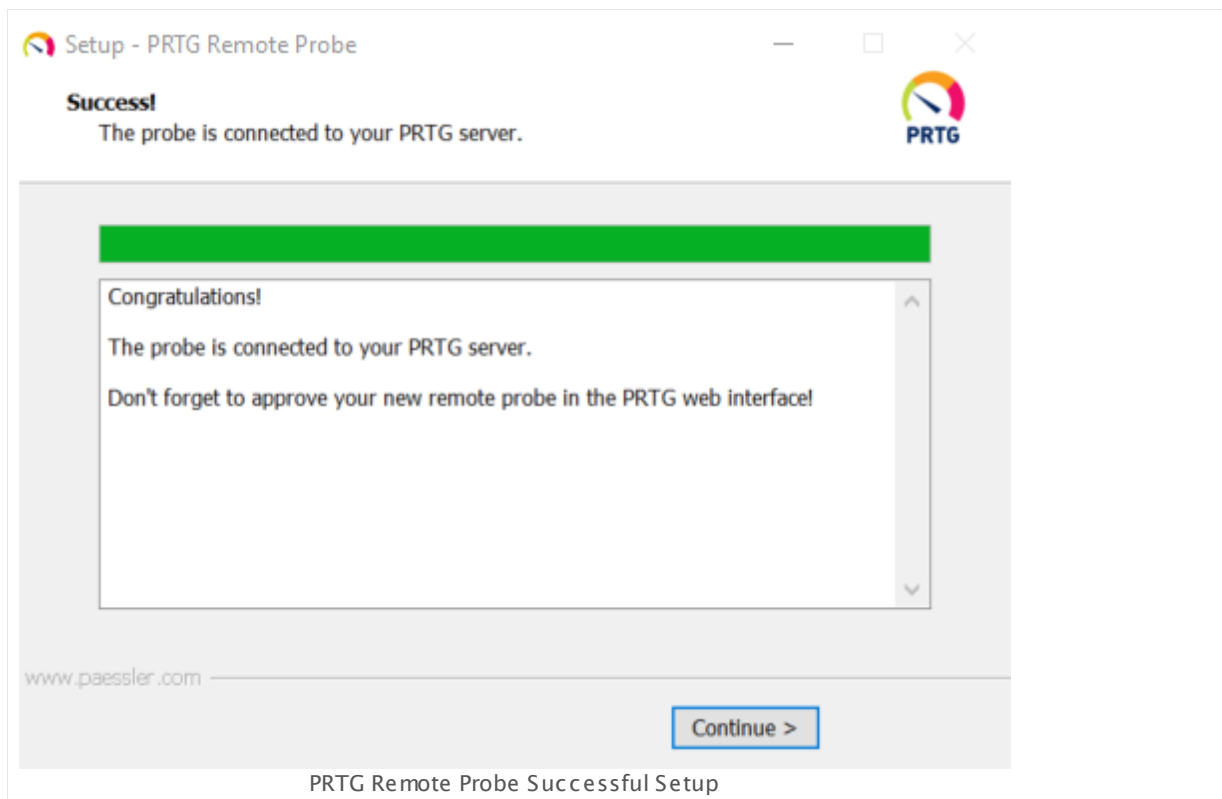 Setup - PRTG Remote Probe
Success!
The probe is connected to your PRTG server.
PRTG
Congratulations!
The probe is connected to your PRTG server.
Don't forget to approve your new remote probe in the PRTG web interface!
www.paessler.com
Continue >
PRTG Remote Probe Successful Setup